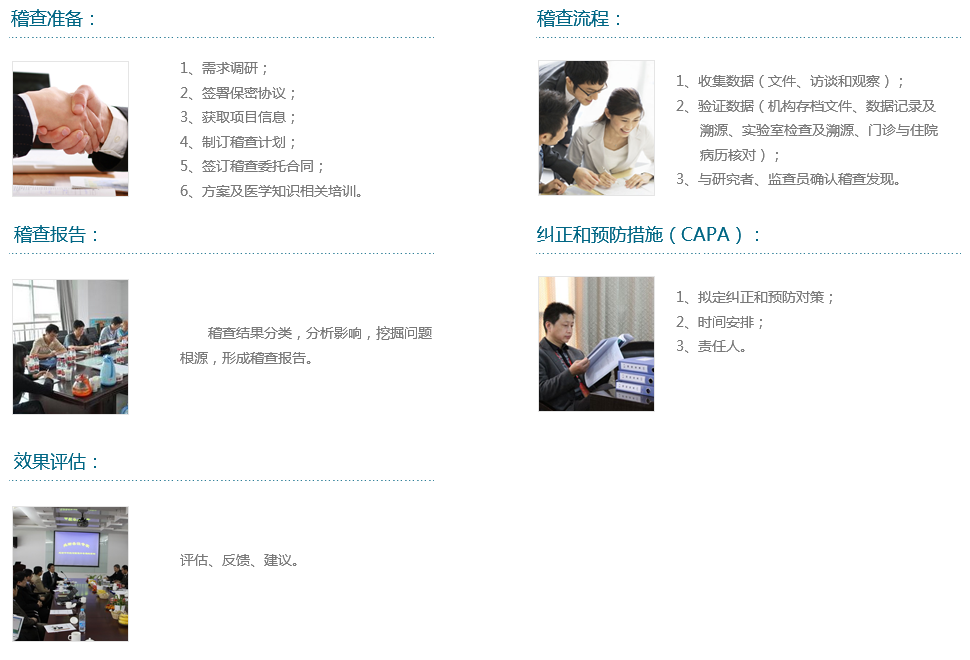 稽查准备：
1、需求调研；
2、签署保密协议；
3、获取项目信息；
4、制订稽查计划；
5、签订稽查委托合同；
6、方案及医学知识相关培训。
稽查流程：
1、收集数据（文件、访谈和观察）；
2、验证数据（机构存档文件、数据记录及
溯源、实验室检查及溯源、门诊与住院
病历核对）；
3、与研究者、监查员确认稽查发现。
稽查报告：
稽查结果分类，分析影响，挖掘问题
根源，形成稽查报告。
纠正和预防措施（CAPA）：
1、拟定纠正和预防对策；
2、时间安排；
3、责任人。
效果评估：
评估、反馈、建议。